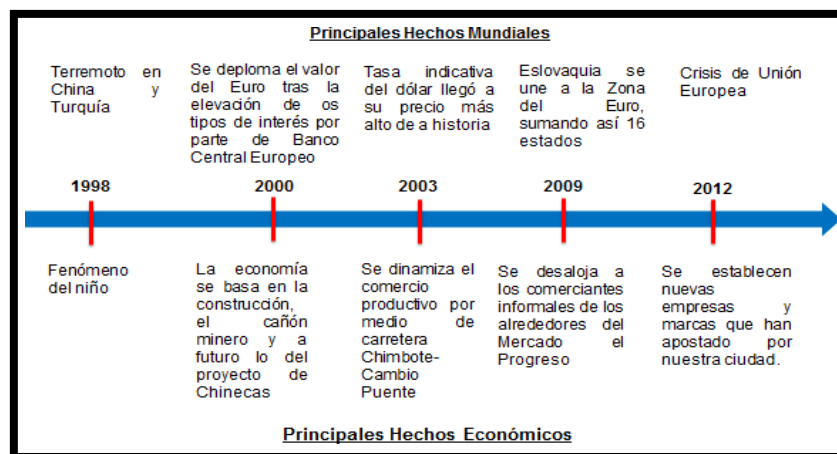 Principales Hechos Mundiales
Terremoto en
China y
Turquía
Se deploma el valor
del Euro tras la
elevación de os
tipos de interés por
parte de Banco
Central Europeo
Tasa indicativa
del dólar llegó a
su precio más
alto de a historia
Eslovaquia se
une a la Zona
del Euro,
sumando así 16
estados
Crisis de Unión
Europea
1998
2000
2003
2009
2012
Fenómeno
del niño
La economía
se basa en la
construcción,
el cañón
minero y a
futuro lo del
proyecto de
Chinecas
Se dinamiza el
comercio
productivo por
medio de
carretera
Chimbote-
Cambio
Puente
Se desaloja a
los comerciantes
informales de los
alrededores del
Mercado el
Progreso
Se establecen
nuevas
empresas y
marcas que han
apostado por
nuestra ciudad.
Principales Hechos Económicos